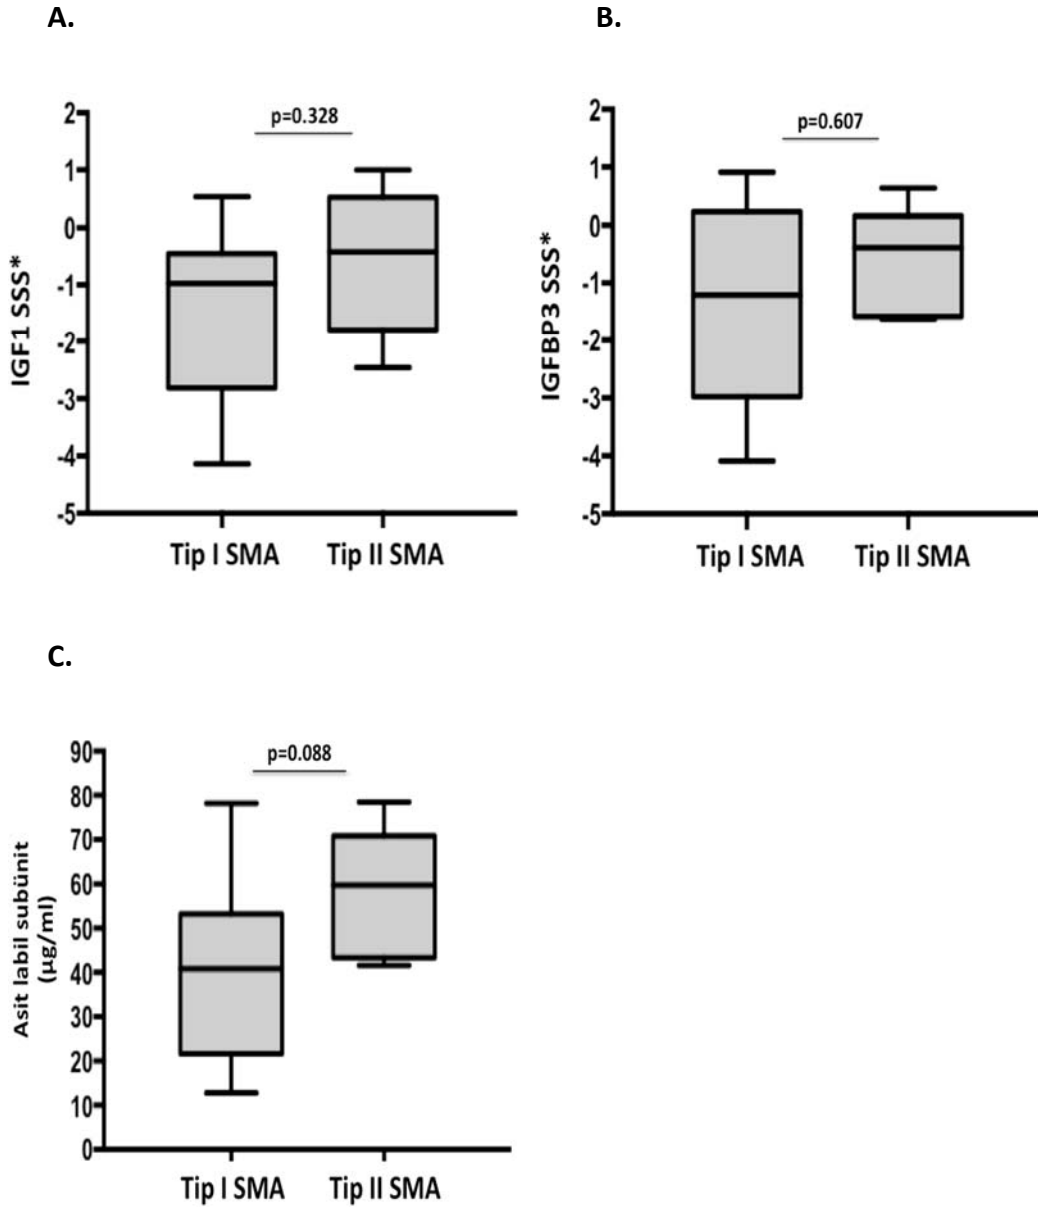 A.
p=0.328
IGF1 SSS*
2
1
0
-1
-2
-3
-4
-5
Tip I SMA
Tip II SMA
B.
p=0.607
IGFBP3 SSS*
2
1
0
-1
-2
-3
-4
-5
Tip I SMA
Tip II SMA
C.
p=0.088
Asit labil subünit
(µg/ml)
90
80
70
60
50
40
30
20
10
0
Tip I SMA
Tip II SMA